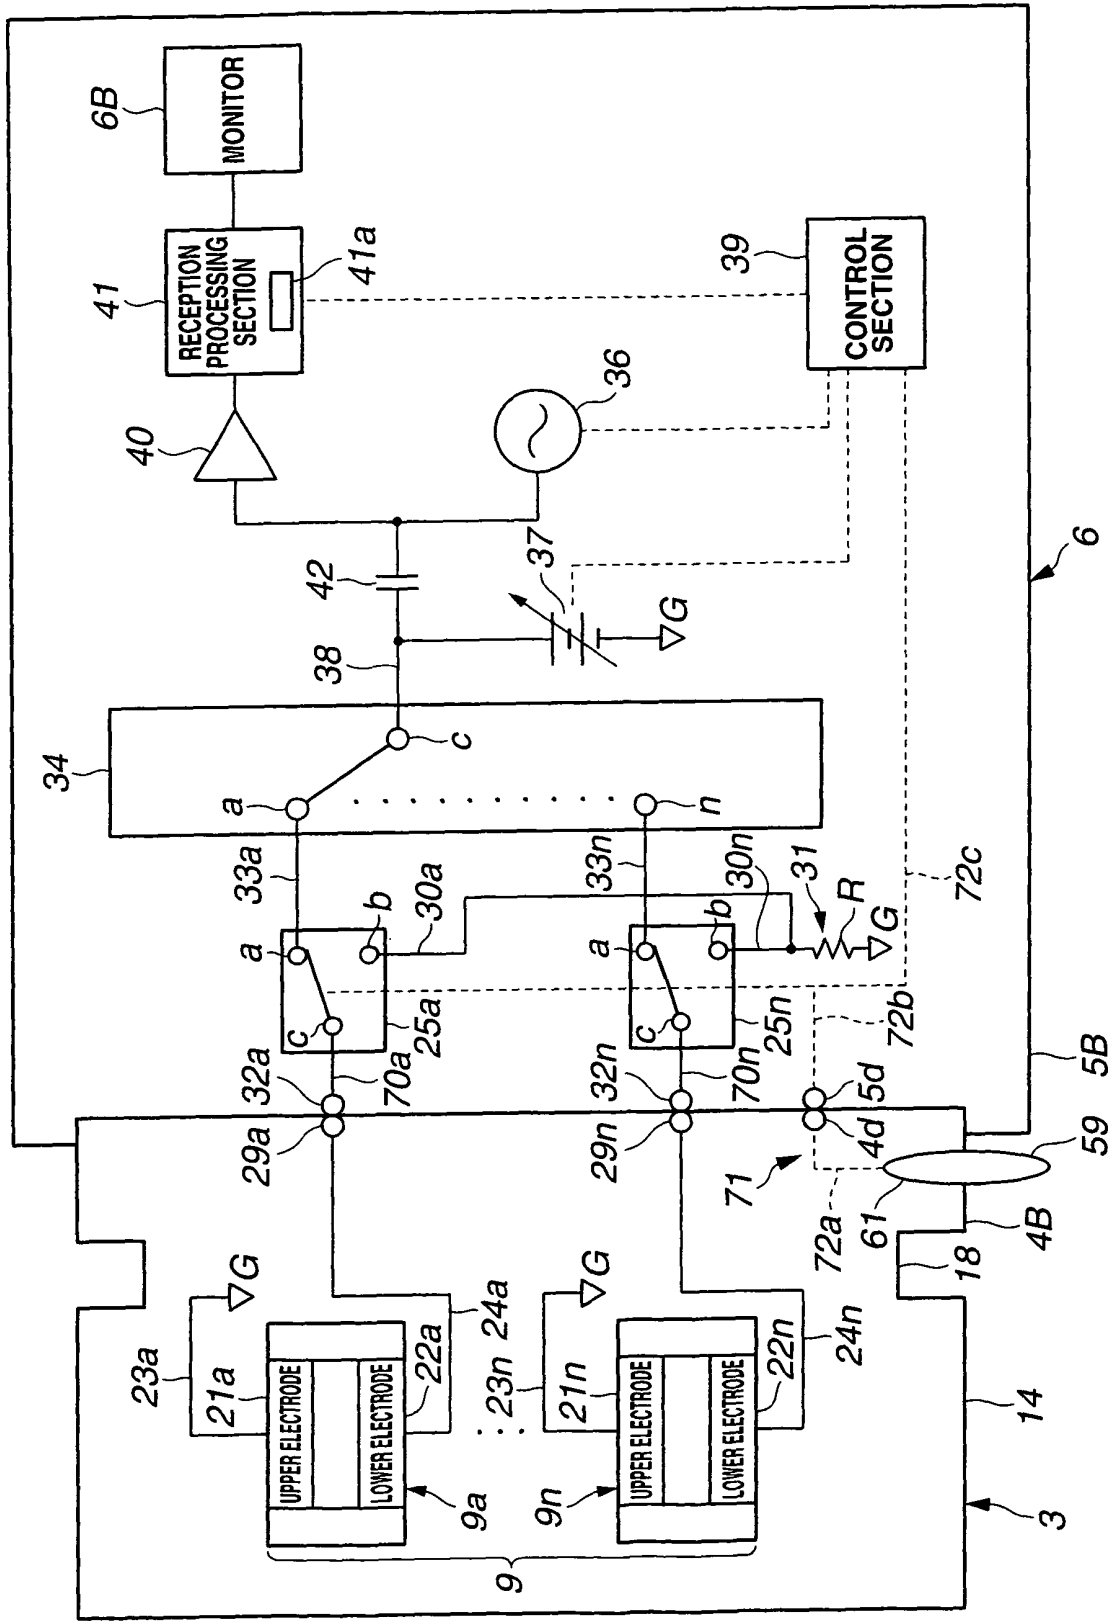 6B
MONITOR
41
RECEPTION
PROCESSING
SECTION
41a
39
CONTROL
SECTION
40
36
42
37
G
38
6
34
a
c
n
33a
33n
30a
30n
31
R
G
72c
a
b
c
25a
a
b
c
25n
72b
32a
70a
32n
70n
5d
5B
29a
29n
4d
71
72a
61
59
4B
18
G
23a
21a
24a
22a
UPPER ELECTRODE
LOWER ELECTRODE
9a
G
23n
21n
24n
22n
UPPER ELECTRODE
LOWER ELECTRODE
9n
9
14
3